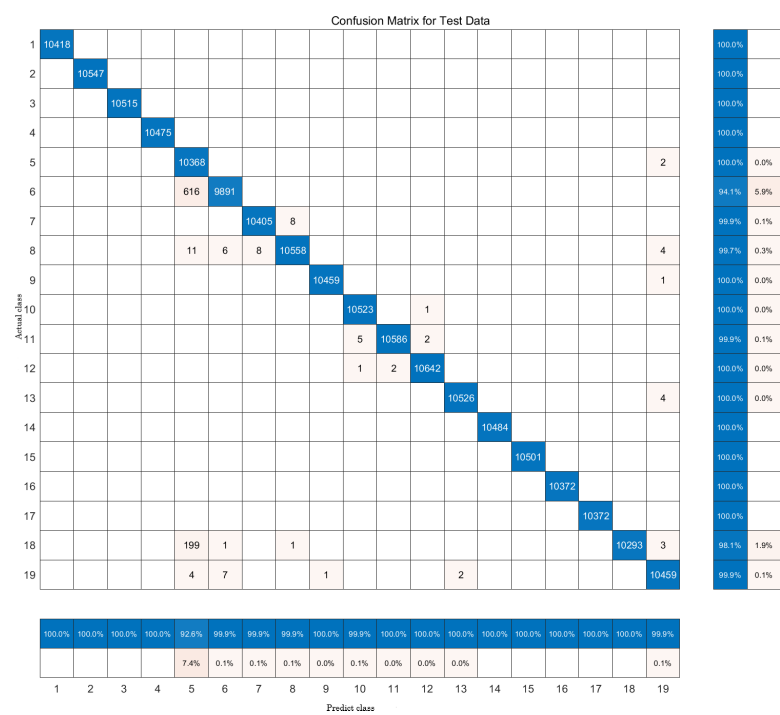 Confusion Matrix for Test Data
1 10418 100.0%
2 10547 100.0%
3 10515 100.0%
4 10475 100.0%
5 10368 2 100.0% 0.0%
6 616 9891 94.1% 5.9%
7 10405 8 99.9% 0.1%
8 11 6 8 10558 4 99.7% 0.3%
9 10459 1 100.0% 0.0%
Actual class
10 10523 1 100.0% 0.0%
11 5 10586 2 99.9% 0.1%
12 1 2 10642 100.0% 0.0%
13 10526 4 100.0% 0.0%
14 10484 100.0%
15 10501 100.0%
16 10372 100.0%
17 10372 100.0%
18 199 1 1 10293 3 98.1% 1.9%
19 4 7 1 2 10459 99.9% 0.1%
100.0% 100.0% 100.0% 100.0% 92.6% 99.9% 99.9% 99.9% 100.0% 99.9% 100.0% 100.0% 100.0% 100.0% 100.0% 100.0% 100.0% 100.0% 99.9%
7.4% 0.1% 0.1% 0.1% 0.0% 0.1% 0.0% 0.0% 0.0% 0.1%
1 2 3 4 5 6 7 8 9 10 11 12 13 14 15 16 17 18 19
Predict class